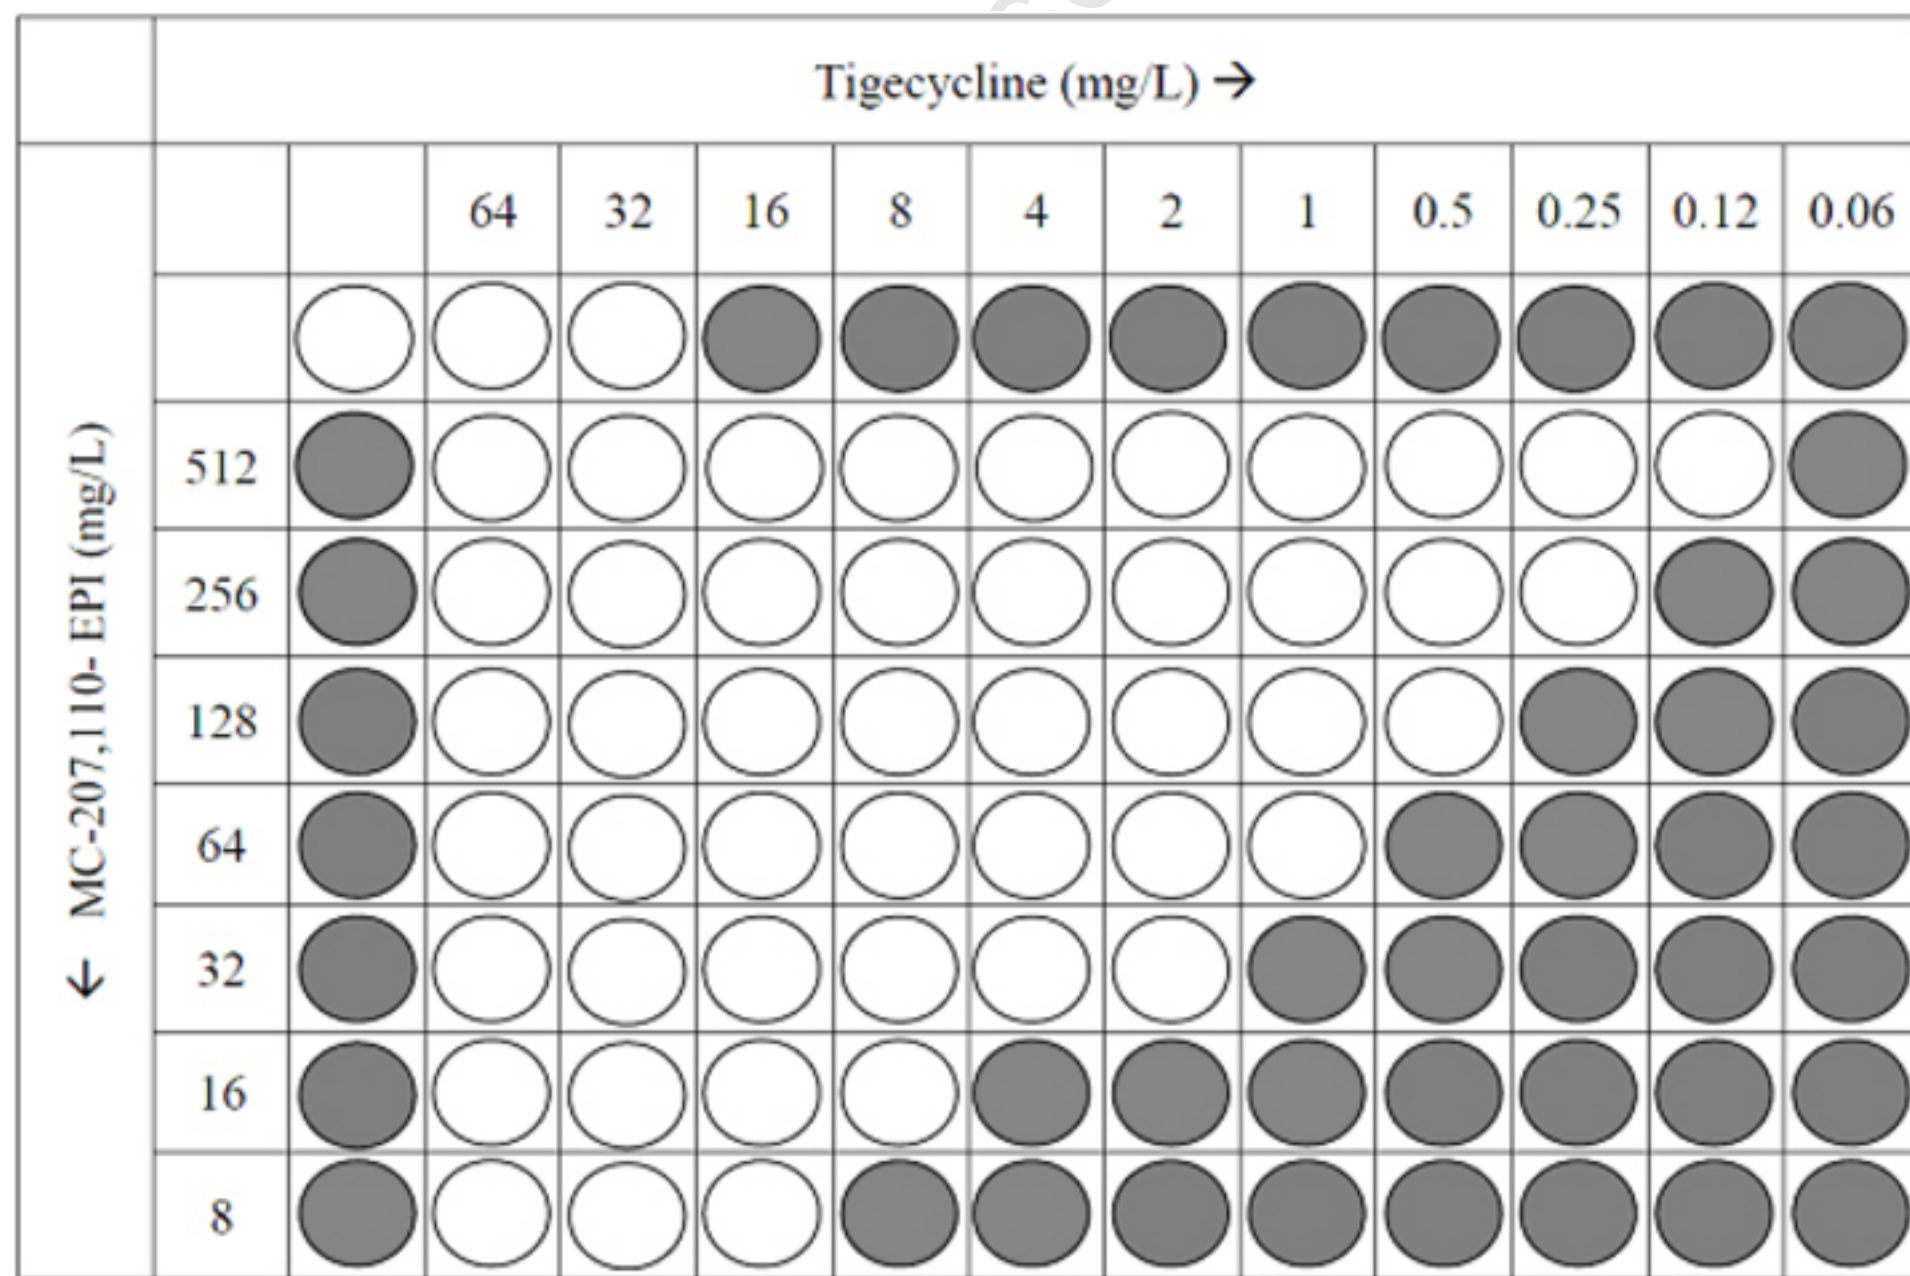 Tigecycline (mg/L) →
64 32 16 8 4 2 1 0.5 0.25 0.12 0.06
← MC-207,110- EPI (mg/L)
512
256
128
64
32
16
8